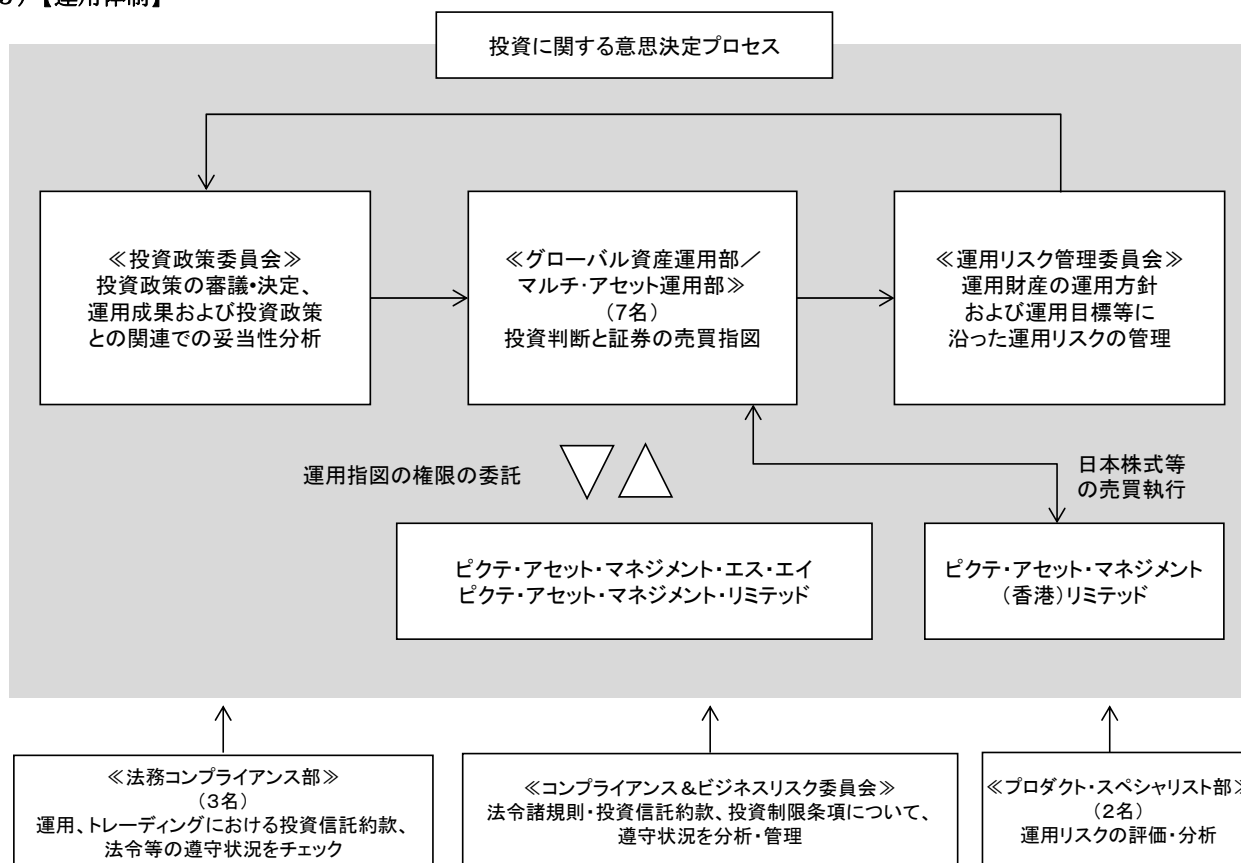 【運用体制】
投資に関する意思決定プロセス
≪投資政策委員会≫
投資政策の審議・決定、
運用成果および投資政策
との関連での妥当性分析
≪グローバル資産運用部／
マルチ・アセット運用部≫
（7名）
投資判断と証券の売買指図
≪運用リスク管理委員会≫
運用財産の運用方針
および運用目標等に
沿った運用リスクの管理
運用指図の権限の委託
日本株式等
の売買執行
ピクテ・アセット・マネジメント・エス・エイ
ピクテ・アセット・マネジメント・リミテッド
ピクテ・アセット・マネジメント
（香港）リミテッド
≪法務コンプライアンス部≫
（3名）
運用、トレーディングにおける投資信託約款、
法令等の遵守状況をチェック
≪コンプライアンス＆ビジネスリスク委員会≫
法令諸規則・投資信託約款、投資制限条項について、
遵守状況を分析・管理
≪プロダクト・スペシャリスト部≫
（2名）
運用リスクの評価・分析